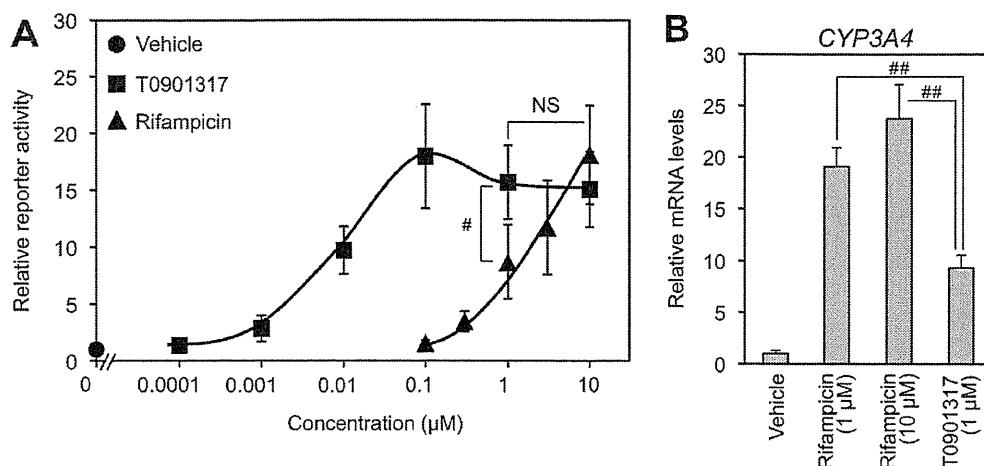 A
Relative reporter activity
30
25
20
15
10
5
0
Vehicle
T0901317
Rifampicin
NS
#
0 0.0001 0.001 0.01 0.1 1 10
Concentration (µM)
B
CYP3A4
Relative mRNA levels
30
25
20
15
10
5
0
##
##
Vehicle
Rifampicin
(1 µM)
Rifampicin
(10 µM)
T0901317
(1 µM)